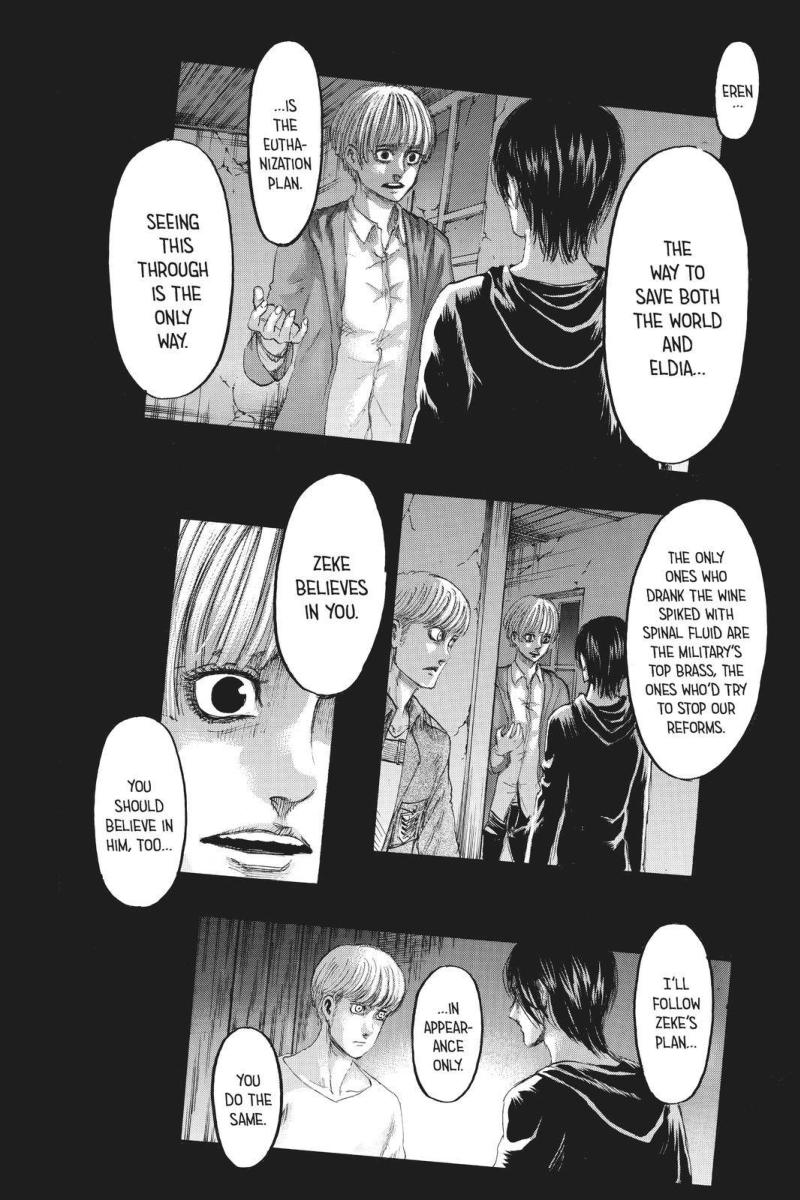 EREN
...
THE
WAY TO
SAVE BOTH
THE WORLD
AND
ELDIA...
...IS
THE
EUTHA-
NIZATION
PLAN.
SEEING
THIS
THROUGH
IS THE
ONLY
WAY.
THE ONLY
ONES WHO
DRANK THE WINE
SPIKED WITH
SPINAL FLUID ARE
THE MILITARY'S
TOP BRASS, THE
ONES WHO'D TRY
TO STOP OUR
REFORMS.
ZEKE
BELIEVES
IN YOU.
YOU
SHOULD
BELIEVE IN
HIM, TOO...
I'LL
FOLLOW
ZEKE'S
PLAN...
...IN
APPEAR-
ANCE
ONLY.
YOU
DO THE
SAME.